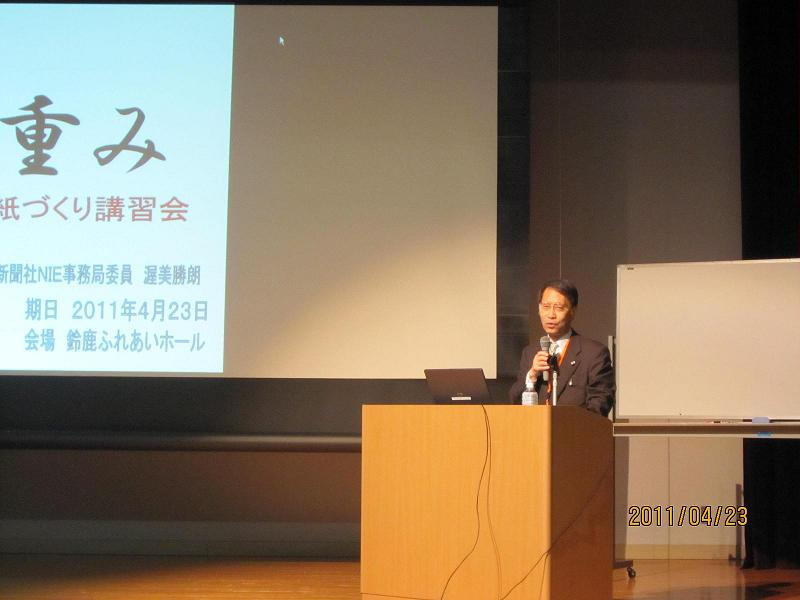 重み
紙づくり講習会
新聞社NIE事務局委員 渥美勝朗
期日 2011年4月23日
会場 鈴鹿ふれあいホール
2011/04/23